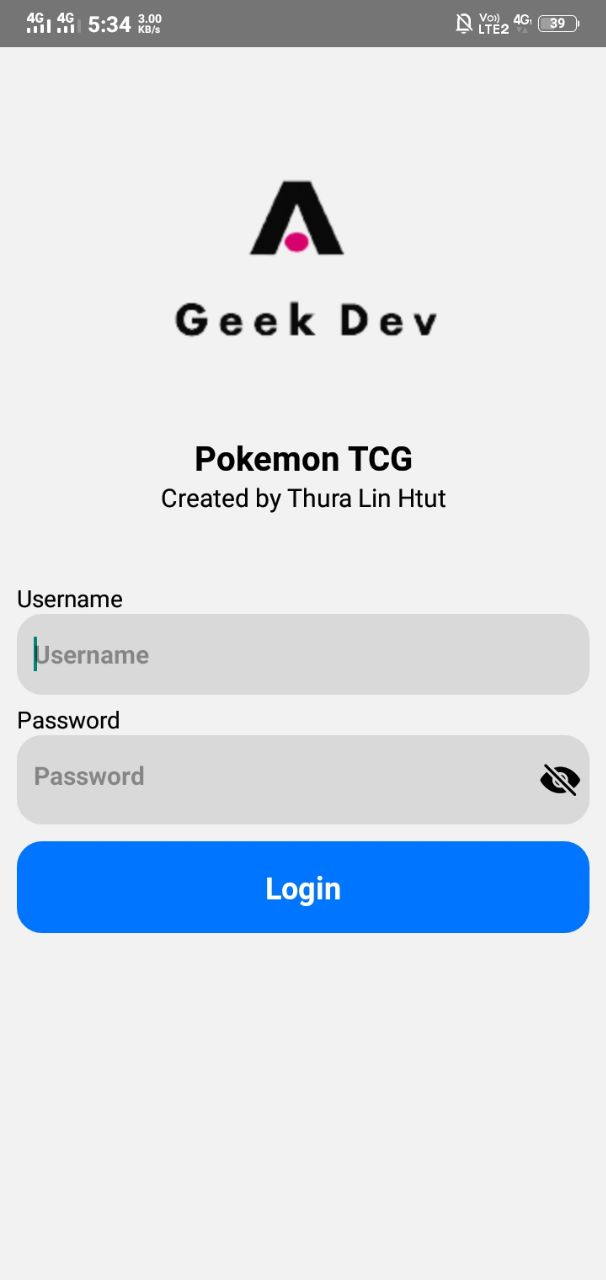 4G 4G 5:34 3.00 KB/s Vo)) LTE2 4G 39
Geek Dev
Pokemon TCG
Created by Thura Lin Htut
Username
Username
Password
Password
Login